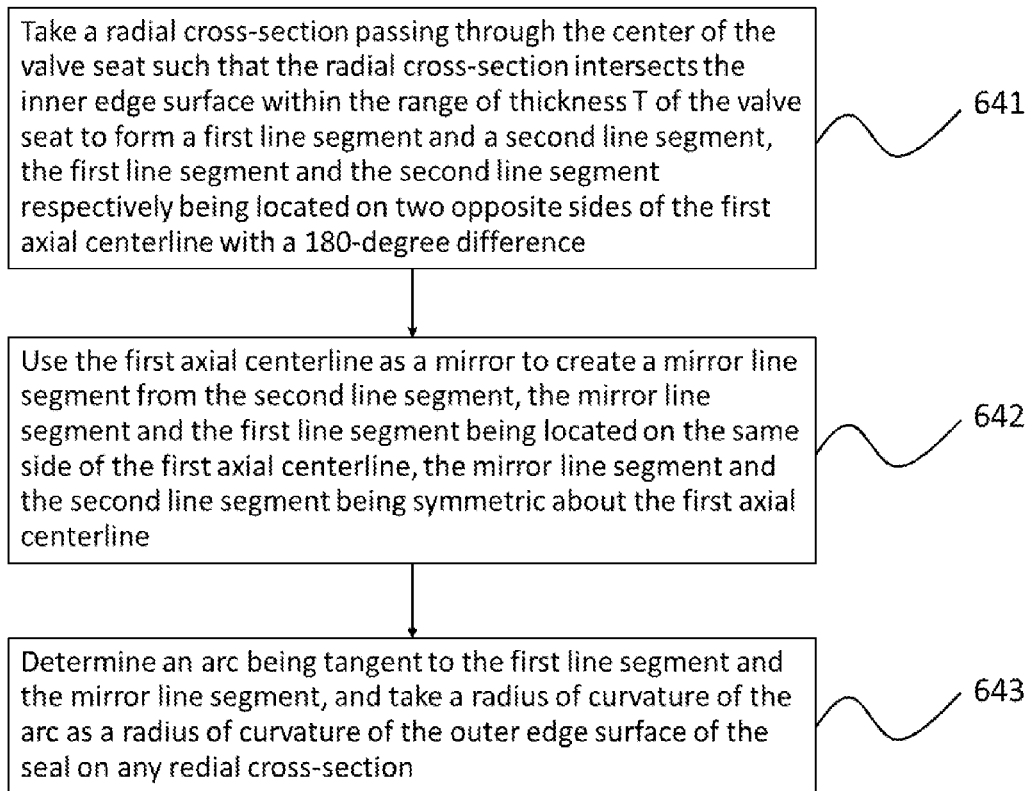 Take a radial cross-section passing through the center of the
valve seat such that the radial cross-section intersects the
inner edge surface within the range of thickness T of the valve
seat to form a first line segment and a second line segment,
the first line segment and the second line segment
respectively being located on two opposite sides of the first
axial centerline with a 180-degree difference
641
Use the first axial centerline as a mirror to create a mirror line
segment from the second line segment, the mirror line
segment and the first line segment being located on the same
side of the first axial centerline, the mirror line segment and
the second line segment being symmetric about the first axial
centerline
642
Determine an arc being tangent to the first line segment and
the mirror line segment, and take a radius of curvature of the
arc as a radius of curvature of the outer edge surface of the
seal on any redial cross-section
643